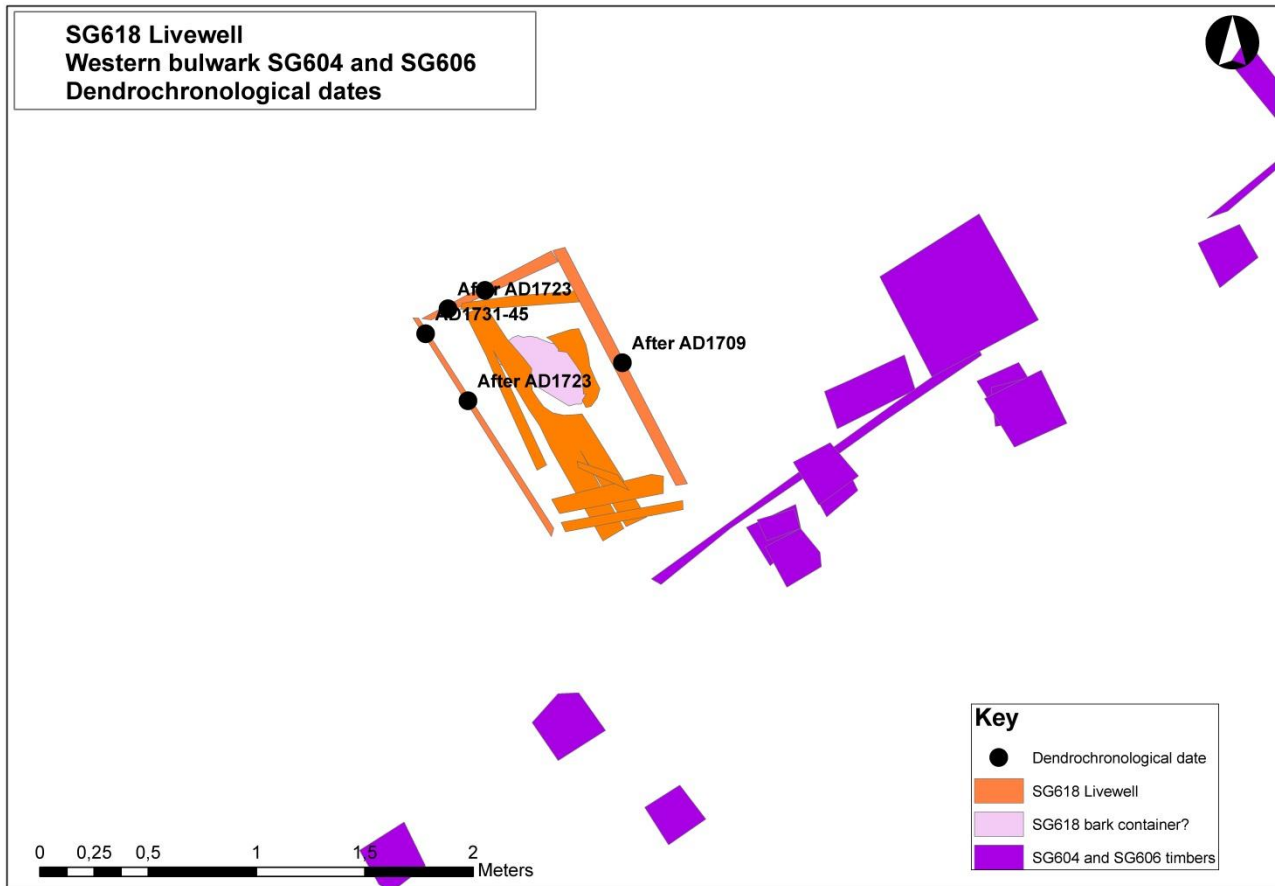 SG618 Livewell
Western bulwark SG604 and SG606
Dendrochronological dates
After AD1723
AD1731-45
After AD1709
After AD1723
Key
Dendrochronological date
SG618 Livewell
SG618 bark container?
SG604 and SG606 timbers
0 0,25 0,5 1 1,5 2
Meters